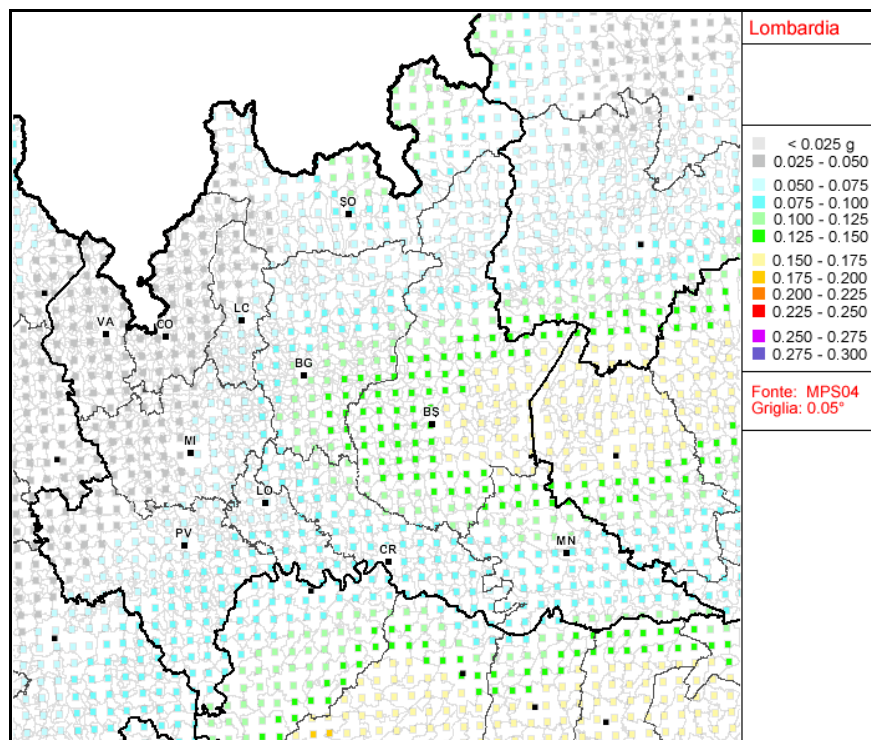 Lombardia
< 0.025 g
0.025 - 0.050
0.050 - 0.075
0.075 - 0.100
0.100 - 0.125
0.125 - 0.150
0.150 - 0.175
0.175 - 0.200
0.200 - 0.225
0.225 - 0.250
0.250 - 0.275
0.275 - 0.300
Fonte: MPS04
Griglia: 0.05°
SO
VA
CO
LC
BG
BS
MI
LO
PV
CR
MN